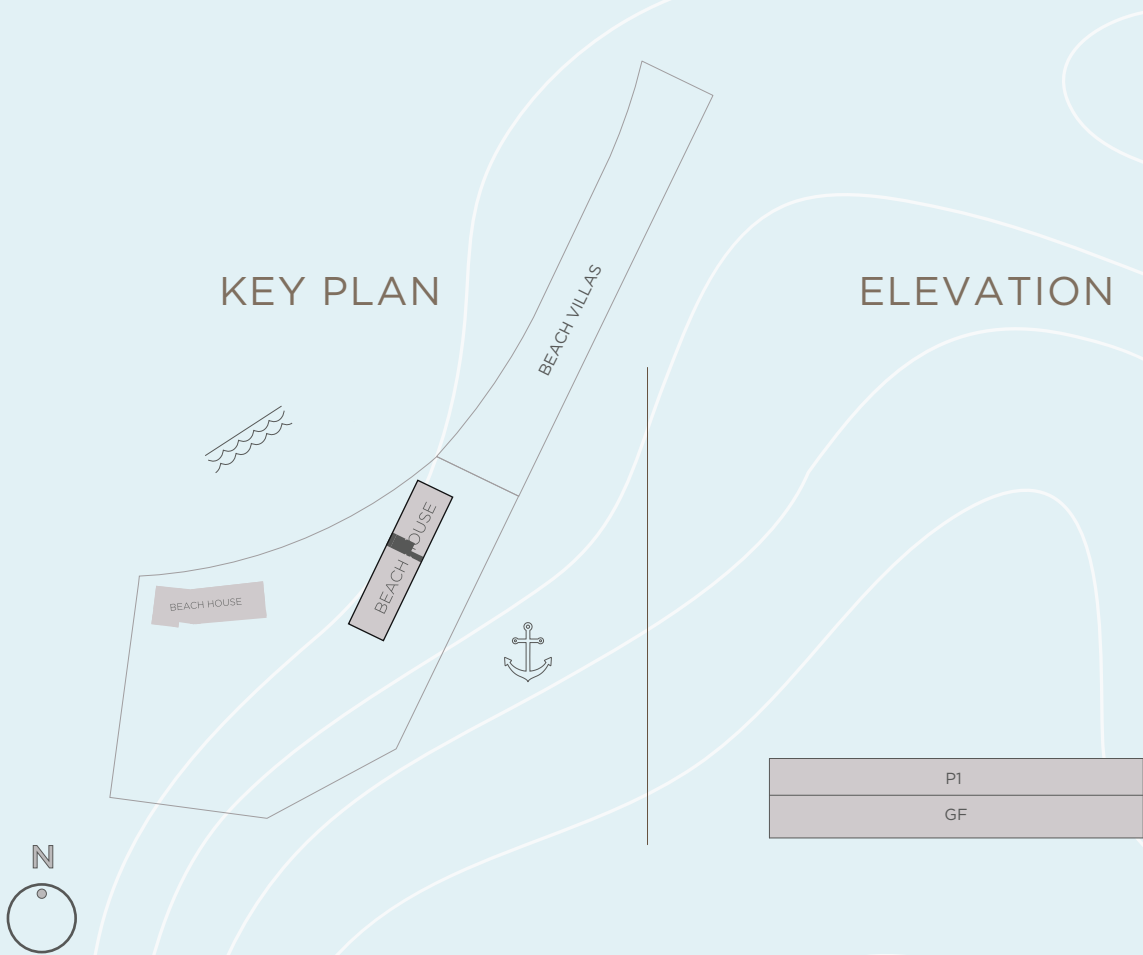 KEY PLAN
ELEVATION
BEACH VILLAS
BEACH HOUSE
BEACH HOUSE
P1
GF
N